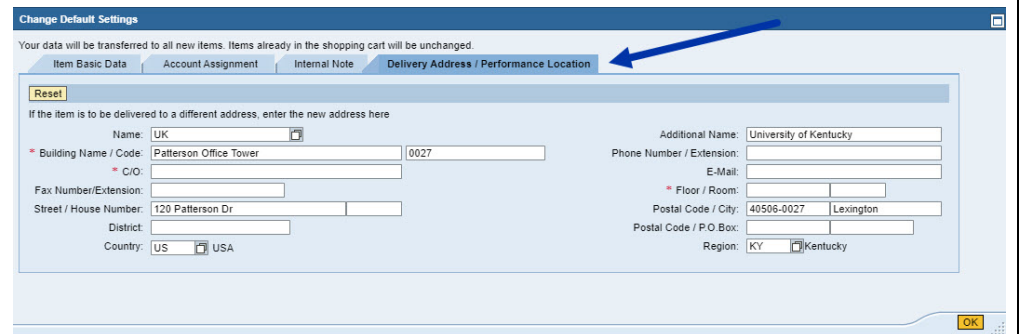 Change Default Settings
Your data will be transferred to all new items. Items already in the shopping cart will be unchanged.
Item Basic Data Account Assignment Internal Note Delivery Address / Performance Location
Reset
If the item is to be delivered to a different address, enter the new address here
Name: UK Additional Name: University of Kentucky
* Building Name / Code: Patterson Office Tower 0027 Phone Number / Extension:
* C/O: E-Mail:
Fax Number/Extension: * Floor / Room:
Street / House Number: 120 Patterson Dr Postal Code / City: 40506-0027 Lexington
District: Postal Code / P.O.Box:
Country: US USA Region: KY Kentucky
OK